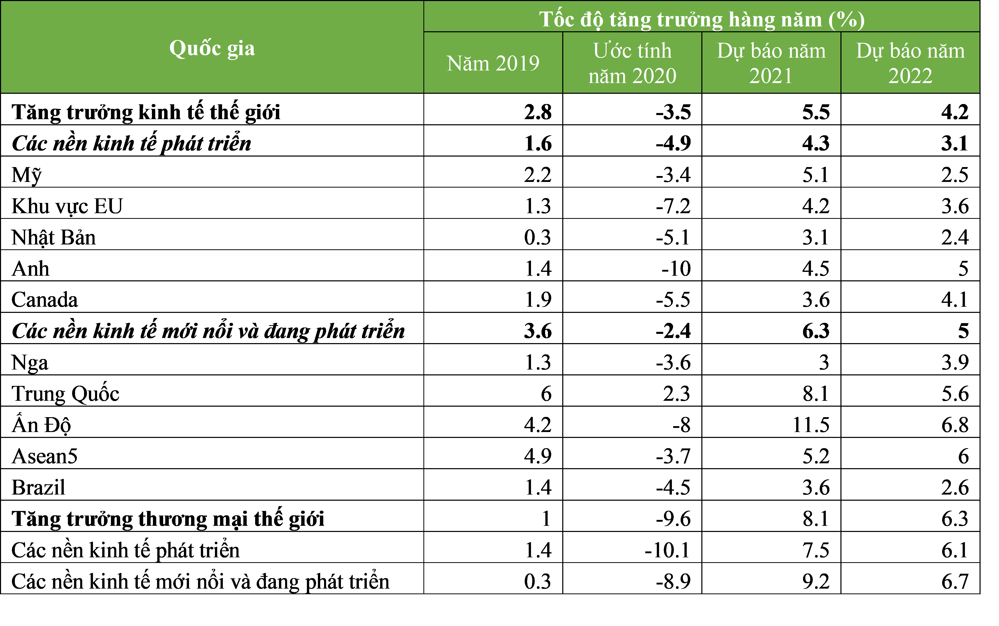 Quốc gia
Tốc độ tăng trưởng hàng năm (%)
Năm 2019
Ước tính
năm 2020
Dự báo năm
2021
Dự báo năm
2022
Tăng trưởng kinh tế thế giới 2.8 -3.5 5.5 4.2
Các nền kinh tế phát triển 1.6 -4.9 4.3 3.1
Mỹ 2.2 -3.4 5.1 2.5
Khu vực EU 1.3 -7.2 4.2 3.6
Nhật Bản 0.3 -5.1 3.1 2.4
Anh 1.4 -10 4.5 5
Canada 1.9 -5.5 3.6 4.1
Các nền kinh tế mới nổi và đang phát triển 3.6 -2.4 6.3 5
Nga 1.3 -3.6 3 3.9
Trung Quốc 6 2.3 8.1 5.6
Ấn Độ 4.2 -8 11.5 6.8
Asean5 4.9 -3.7 5.2 6
Brazil 1.4 -4.5 3.6 2.6
Tăng trưởng thương mại thế giới 1 -9.6 8.1 6.3
Các nền kinh tế phát triển 1.4 -10.1 7.5 6.1
Các nền kinh tế mới nổi và đang phát triển 0.3 -8.9 9.2 6.7